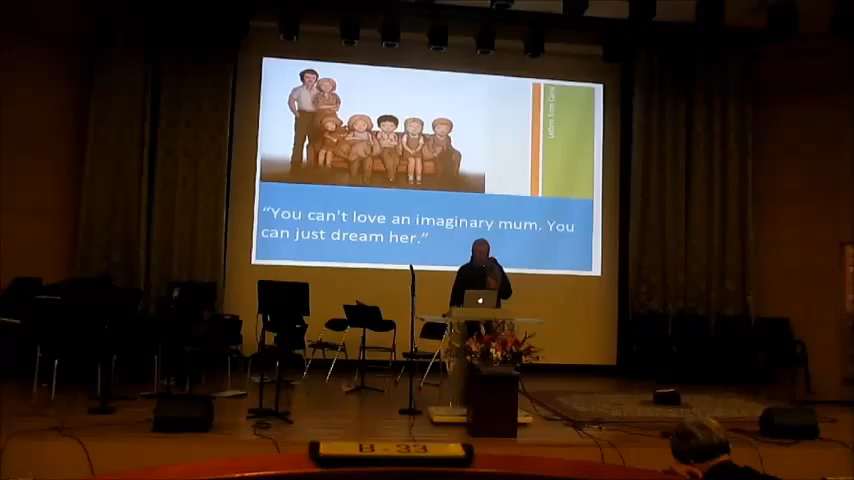 “You can’t love an imaginary mum. You
can just dream her.”
B-33